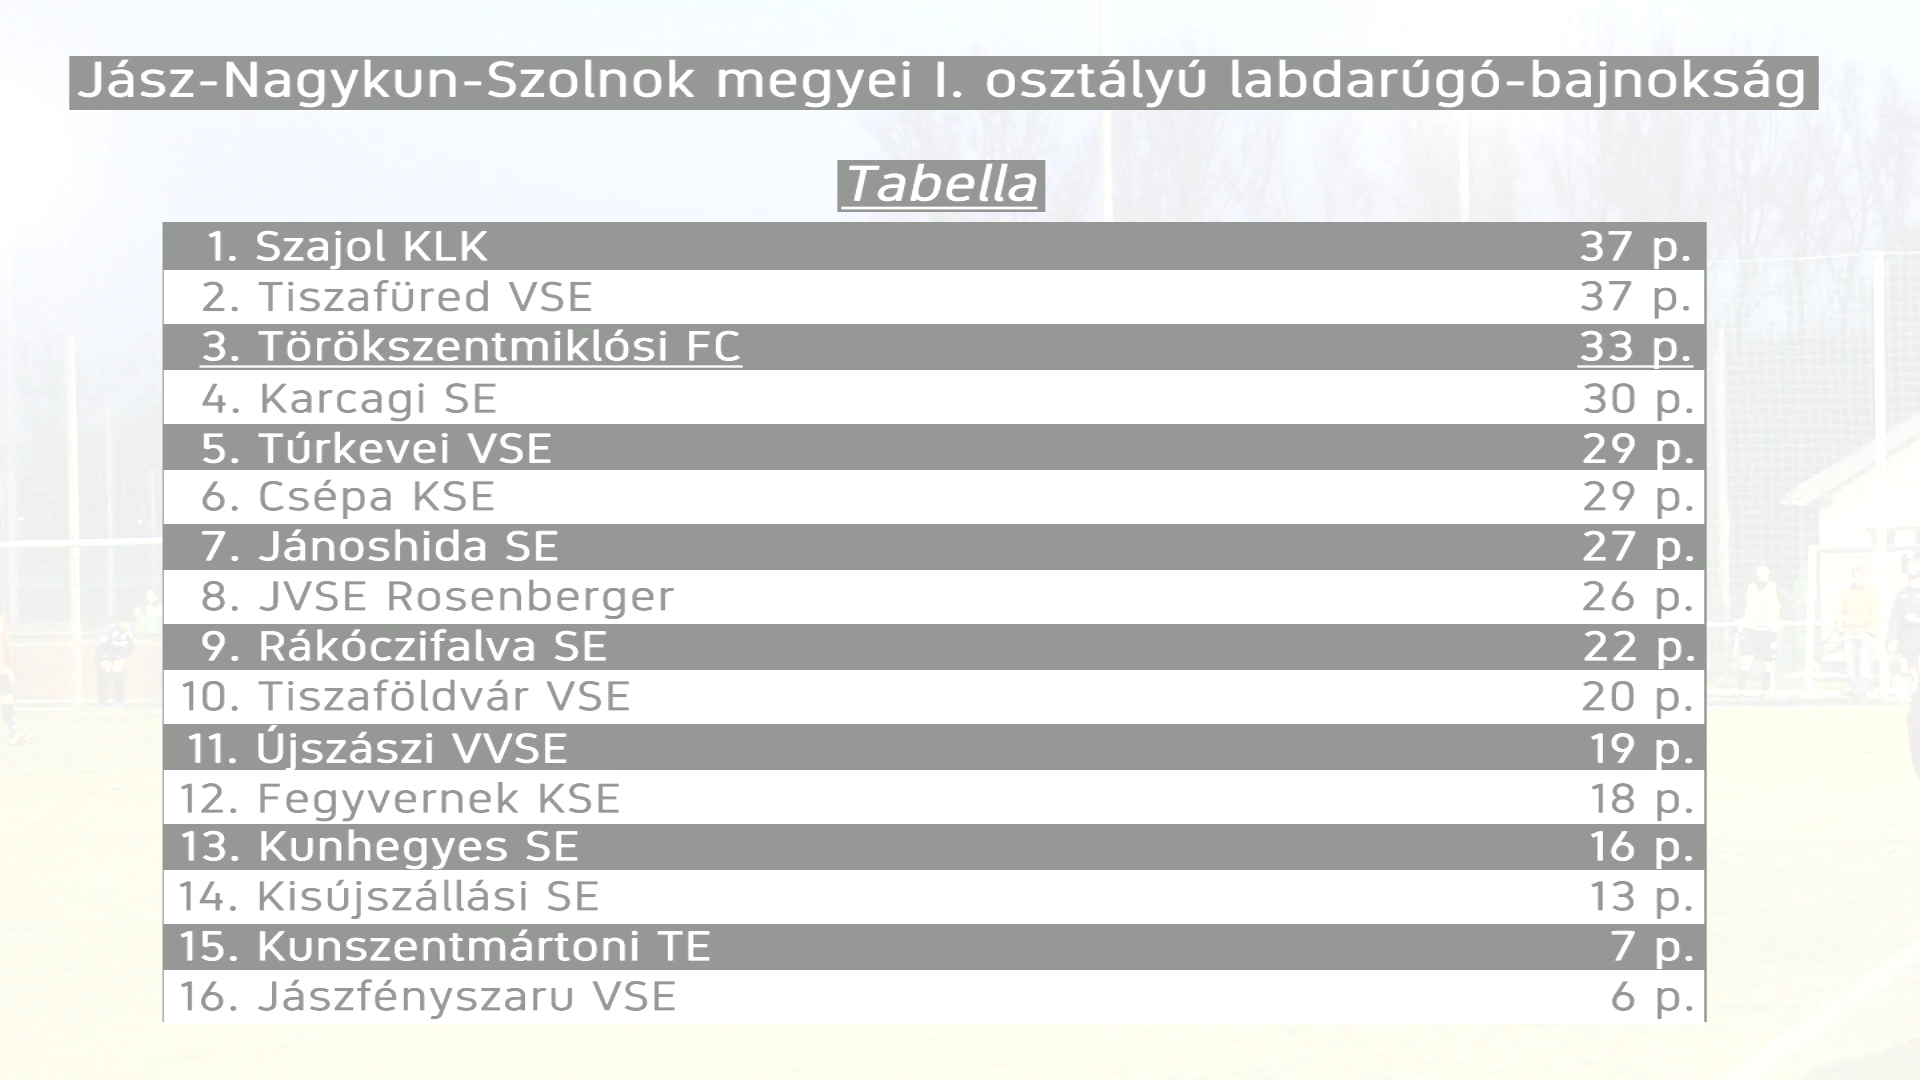 Jász-Nagykun-Szolnok megyei I. osztályú labdarúgó-bajnokság
Tabella
1. Szajol KLK 37 p.
2. Tiszafüred VSE 37 p.
3. Törökszentmiklósi FC 33 p.
4. Karcagi SE 30 p.
5. Túrkevei VSE 29 p.
6. Csépa KSE 29 p.
7. Jánoshida SE 27 p.
8. JVSE Rosenberger 26 p.
9. Rákóczifalva SE 22 p.
10. Tiszaföldvár VSE 20 p.
11. Újszászi VVSE 19 p.
12. Fegyvernek KSE 18 p.
13. Kunhegyes SE 16 p.
14. Kisújszállási SE 13 p.
15. Kunszentmártoni TE 7 p.
16. Jászfényszaru VSE 6 p.